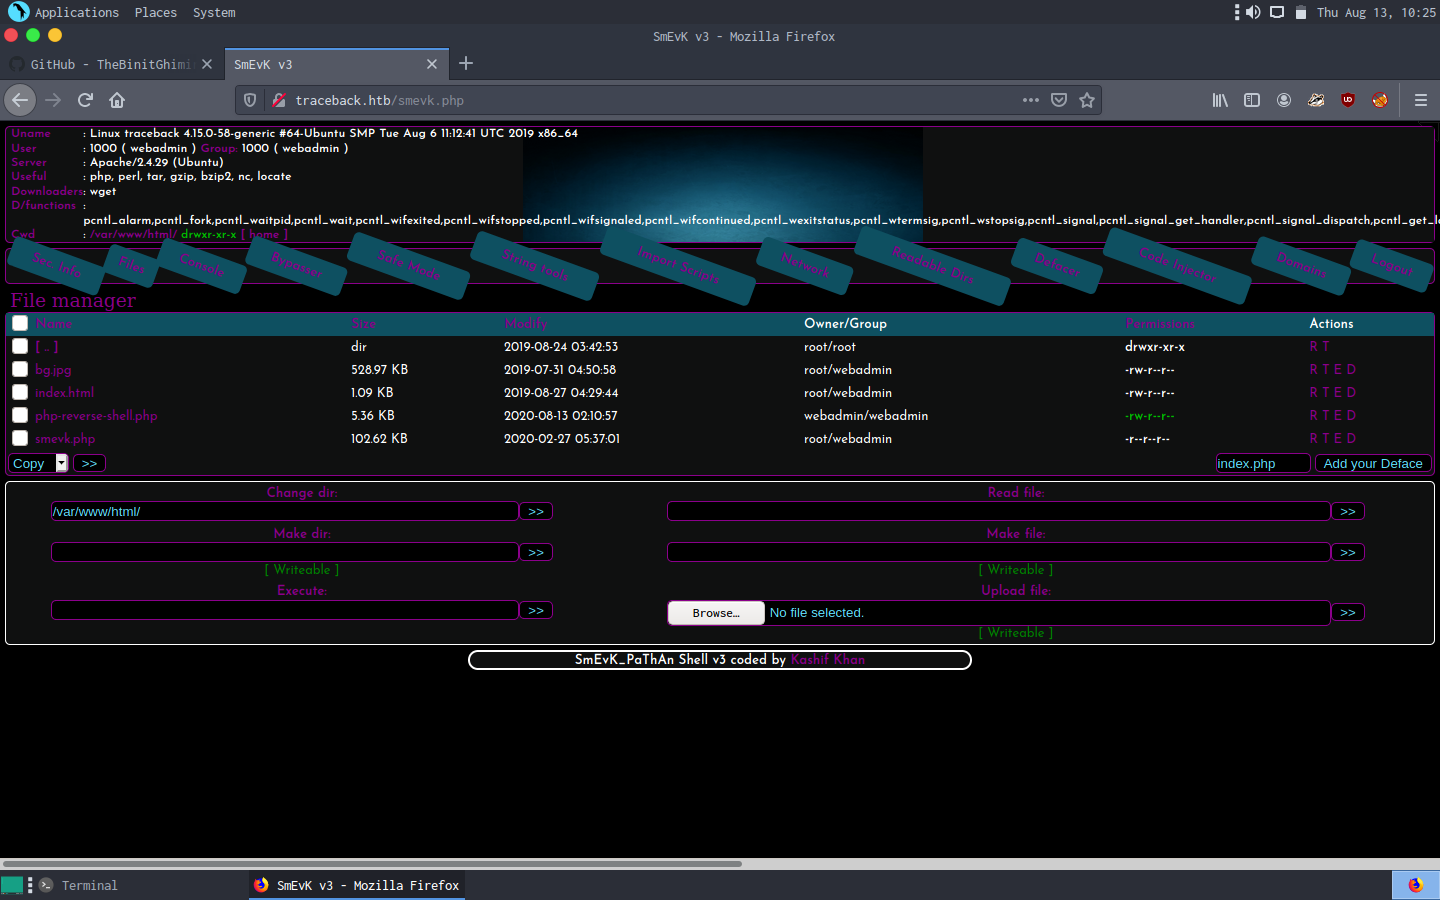 Applications Places System
Thu Aug 13, 10:25
SmEvK v3 - Mozilla Firefox
GitHub - TheBinitGhimi
SmEvK v3
traceback.htb/smevk.php
Uname : Linux traceback 4.15.0-58-generic #64-Ubuntu SMP Tue Aug 6 11:12:41 UTC 2019 x86_64
User : 1000 ( webadmin ) Group: 1000 ( webadmin )
Server : Apache/2.4.29 (Ubuntu)
Useful : php, perl, tar, gzip, bzip2, nc, locate
Downloaders: wget
D/functions :
pcntl_alarm,pcntl_fork,pcntl_waitpid,pcntl_wait,pcntl_wifexited,pcntl_wifstopped,pcntl_wifsignaled,pcntl_wifcontinued,pcntl_wexitstatus,pcntl_wtermsig,pcntl_wstopsig,pcntl_signal,pcntl_signal_get_handler,pcntl_signal_dispatch,pcntl_get_l
Cwd : /var/www/html/ drwxr-xr-x [ home ]
Sec. Info Files Console Bypasser Safe Mode String tools Import Scripts Network Readable Dirs Defacer Code Injector Domains Logout
File manager
Name Size Modify Owner/Group Permissions Actions
[ .. ] dir 2019-08-24 03:42:53 root/root drwxr-xr-x R T
bg.jpg 528.97 KB 2019-07-31 04:50:58 root/webadmin -rw-r--r-- R T E D
index.html 1.09 KB 2019-08-27 04:29:44 root/webadmin -rw-r--r-- R T E D
php-reverse-shell.php 5.36 KB 2020-08-13 02:10:57 webadmin/webadmin -rw-r--r-- R T E D
smevk.php 102.62 KB 2020-02-27 05:37:01 root/webadmin -r--r--r-- R T E D
Copy >> index.php Add your Deface
Change dir: Read file:
/var/www/html/ >> >>
Make dir: Make file:
>> >>
[ Writeable ] [ Writeable ]
Execute: Upload file:
>> Browse... No file selected. >>
[ Writeable ]
SmEvK_PaThAn Shell v3 coded by Kashif Khan
Terminal
SmEvK v3 - Mozilla Firefox